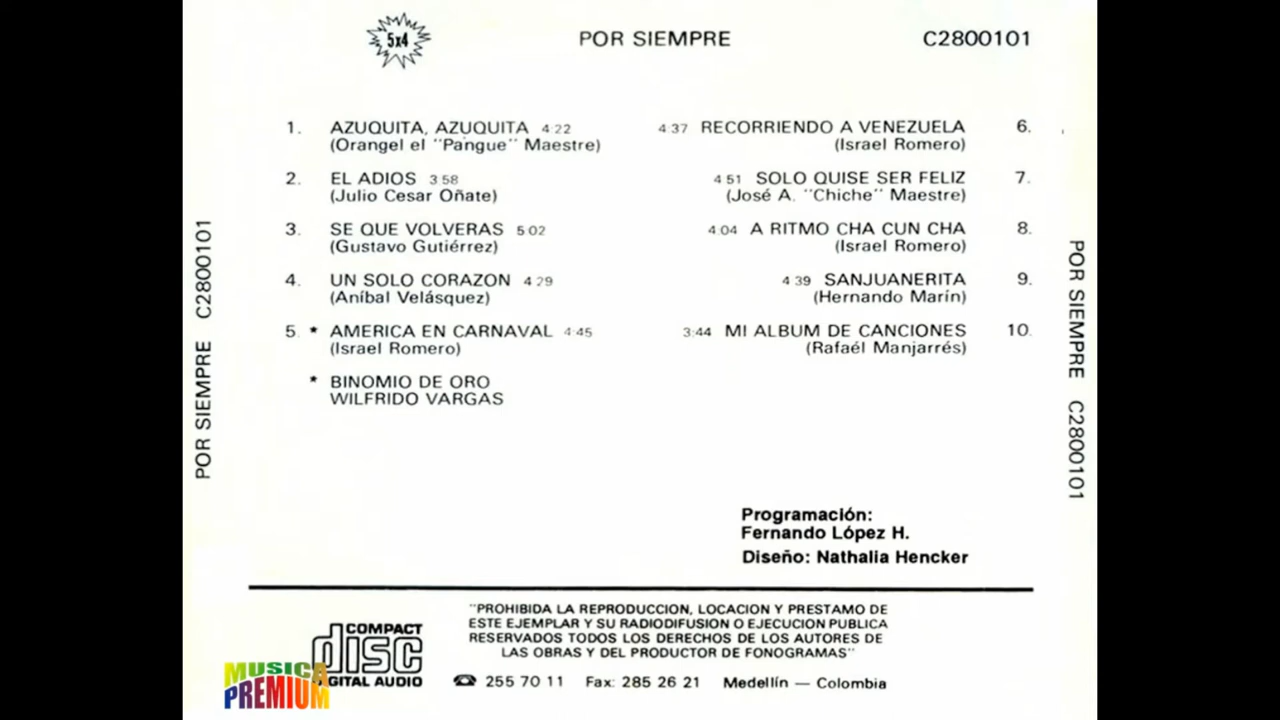 5x4
POR SIEMPRE
C2800101
1. AZUQUITA, AZUQUITA 4:22
(Orangel el "Pangue" Maestre)
2. EL ADIOS 3:58
(Julio Cesar Oñate)
3. SE QUE VOLVERAS 5:02
(Gustavo Gutiérrez)
4. UN SOLO CORAZON 4:29
(Aníbal Velásquez)
5. * AMERICA EN CARNAVAL 4:45
(Israel Romero)
* BINOMIO DE ORO
WILFRIDO VARGAS
4:37 RECORRIENDO A VENEZUELA 6.
(Israel Romero)
4:51 SOLO QUISE SER FELIZ 7.
(José A. "Chiche" Maestre)
4:04 A RITMO CHA CUN CHA 8.
(Israel Romero)
4:39 SANJUANERITA 9.
(Hernando Marín)
3:44 MI ALBUM DE CANCIONES 10.
(Rafaél Manjarrés)
POR SIEMPRE C2800101
POR SIEMPRE C2800101
Programación:
Fernando López H.
Diseño: Nathalia Hencker
COMPACT
disc
DIGITAL AUDIO
MUSICA
PREMIUM
"PROHIBIDA LA REPRODUCCION, LOCACION Y PRESTAMO DE
ESTE EJEMPLAR Y SU RADIODIFUSION O EJECUCION PUBLICA
RESERVADOS TODOS LOS DERECHOS DE LOS AUTORES DE
LAS OBRAS Y DEL PRODUCTOR DE FONOGRAMAS"
☎ 255 70 11 Fax: 285 26 21 Medellín — Colombia